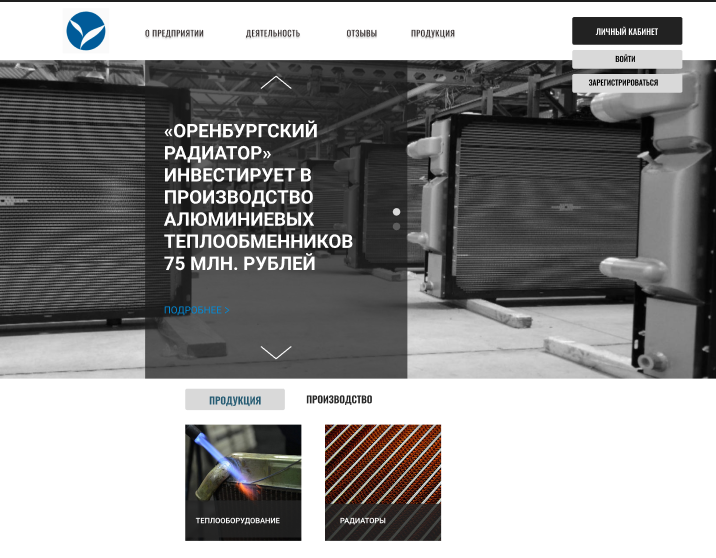 О ПРЕДПРИЯТИИ
ДЕЯТЕЛЬНОСТЬ
ОТЗЫВЫ
ПРОДУКЦИЯ
ЛИЧНЫЙ КАБИНЕТ
ВОЙТИ
ЗАРЕГИСТРИРОВАТЬСЯ
«ОРЕНБУРГСКИЙ
РАДИАТОР»
ИНВЕСТИРУЕТ В
ПРОИЗВОДСТВО
АЛЮМИНИЕВЫХ
ТЕПЛООБМЕННИКОВ
75 МЛН. РУБЛЕЙ
ПОДРОБНЕЕ >
ПРОДУКЦИЯ
ПРОИЗВОДСТВО
ТЕПЛООБОРУДОВАНИЕ
РАДИАТОРЫ